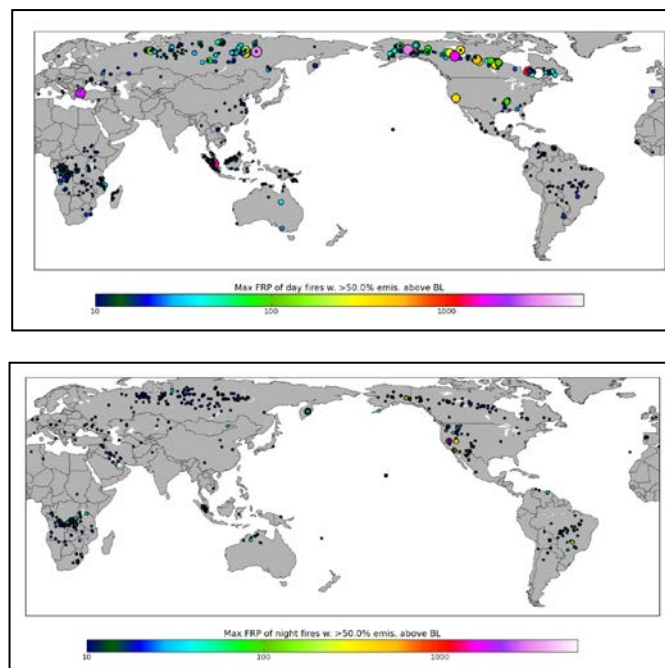 Max FRP of day fires w. >50.0% emis. above BL
10 100 1000
Max FRP of night fires w. >50.0% emis. above BL
10 100 1000